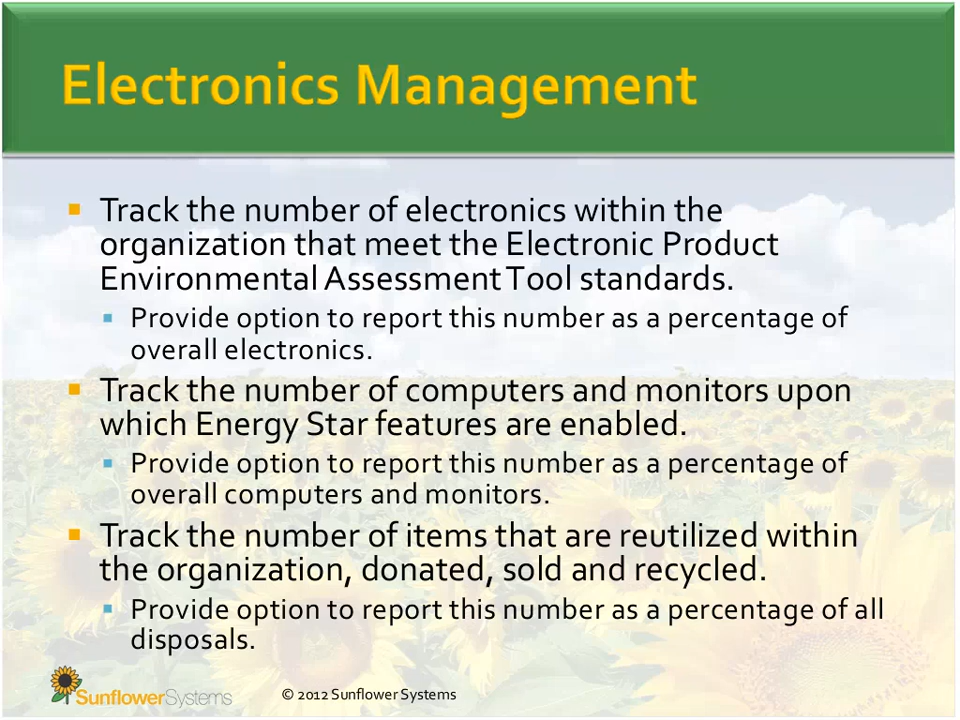 Electronics Management
▪ Track the number of electronics within the
organization that meet the Electronic Product
Environmental Assessment Tool standards.
▪ Provide option to report this number as a percentage of
overall electronics.
▪ Track the number of computers and monitors upon
which Energy Star features are enabled.
▪ Provide option to report this number as a percentage of
overall computers and monitors.
▪ Track the number of items that are reutilized within
the organization, donated, sold and recycled.
▪ Provide option to report this number as a percentage of all
disposals.
SunflowerSystems
© 2012 Sunflower Systems